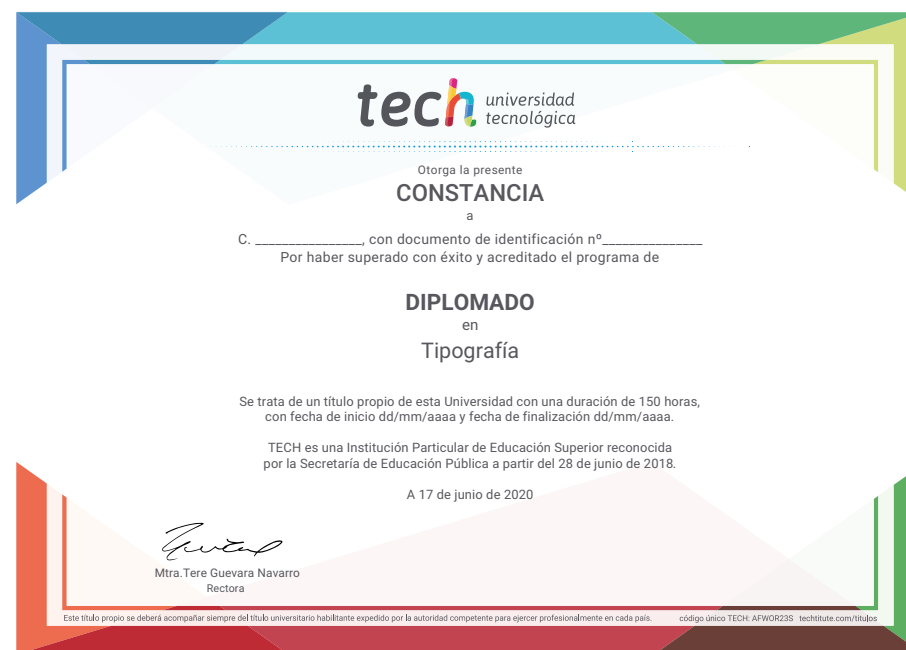 tech universidad
tecnológica
Otorga la presente
CONSTANCIA
a
C. ________________, con documento de identificación nº_______________
Por haber superado con éxito y acreditado el programa de
DIPLOMADO
en
Tipografía
Se trata de un título propio de esta Universidad con una duración de 150 horas,
con fecha de inicio dd/mm/aaaa y fecha de finalización dd/mm/aaaa.
TECH es una Institución Particular de Educación Superior reconocida
por la Secretaría de Educación Pública a partir del 28 de junio de 2018.
A 17 de junio de 2020
Mtra.Tere Guevara Navarro
Rectora
Este título propio se deberá acompañar siempre del título universitario habilitante expedido por la autoridad competente para ejercer profesionalmente en cada país. código único TECH: AFWOR23S techtitute.com/titulos